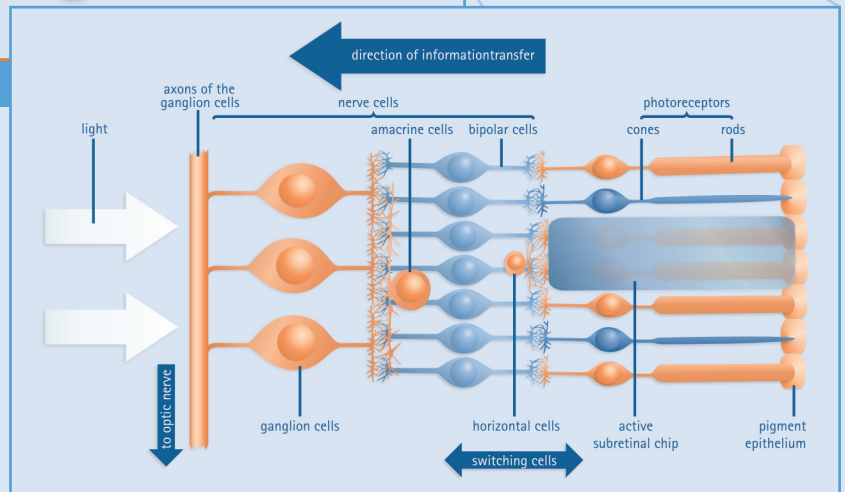 direction of informationtransfer
axons of the
ganglion cells
nerve cells
photoreceptors
light
amacrine cells
bipolar cells
cones
rods
to optic nerve
ganglion cells
horizontal cells
active
subretinal chip
pigment
epithelium
switching cells